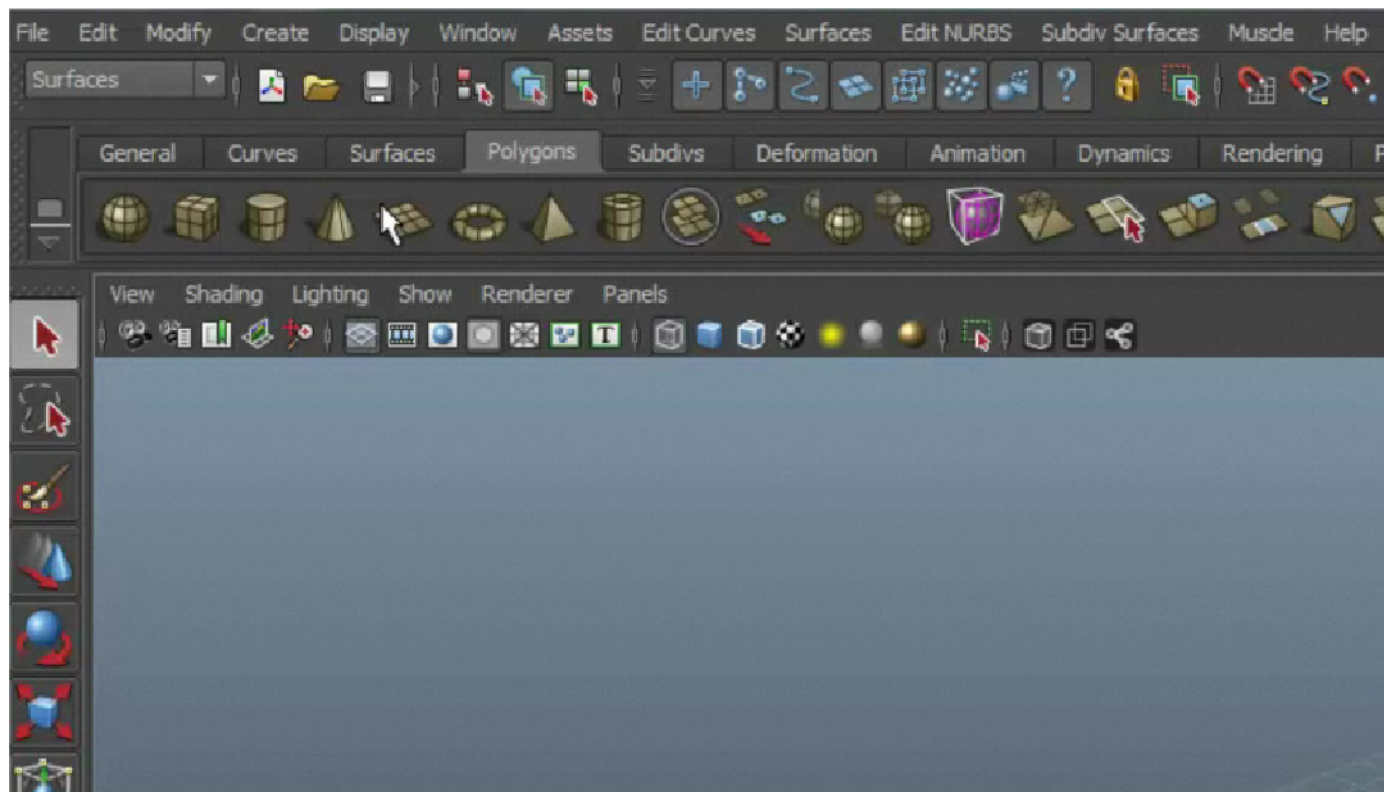 File Edit Modify Create Display Window Assets Edit Curves Surfaces Edit NURBS Subdiv Surfaces Muscle Help
Surfaces
General Curves Surfaces Polygons Subdivs Deformation Animation Dynamics Rendering
View Shading Lighting Show Renderer Panels